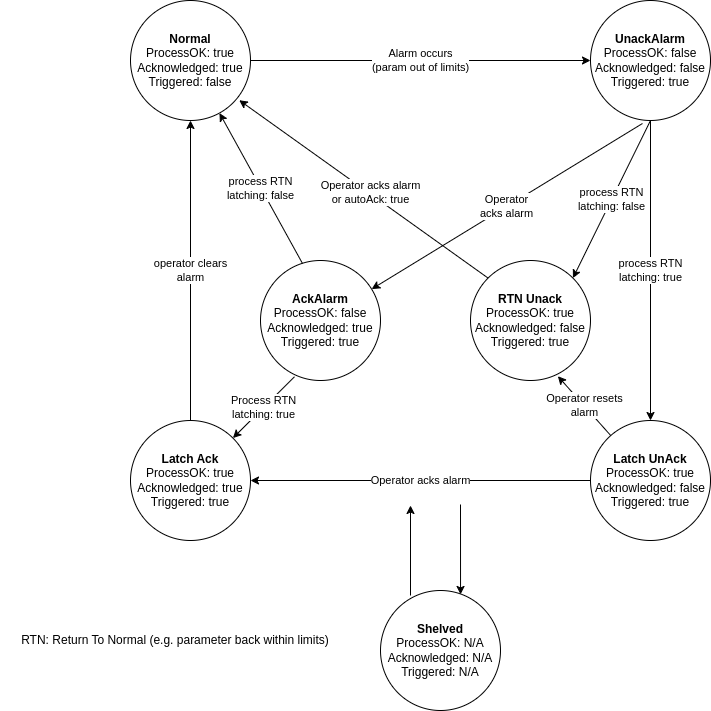 Normal
ProcessOK: true
Acknowledged: true
Triggered: false
Alarm occurs
(param out of limits)
UnackAlarm
ProcessOK: false
Acknowledged: false
Triggered: true
process RTN
latching: false
Operator acks alarm
or autoAck: true
Operator
acks alarm
process RTN
latching: false
operator clears
alarm
process RTN
latching: true
AckAlarm
ProcessOK: false
Acknowledged: true
Triggered: true
RTN Unack
ProcessOK: true
Acknowledged: false
Triggered: true
Process RTN
latching: true
Operator resets
alarm
Latch Ack
ProcessOK: true
Acknowledged: true
Triggered: true
Operator acks alarm
Latch UnAck
ProcessOK: true
Acknowledged: false
Triggered: true
Shelved
ProcessOK: N/A
Acknowledged: N/A
Triggered: N/A
RTN: Return To Normal (e.g. parameter back within limits)